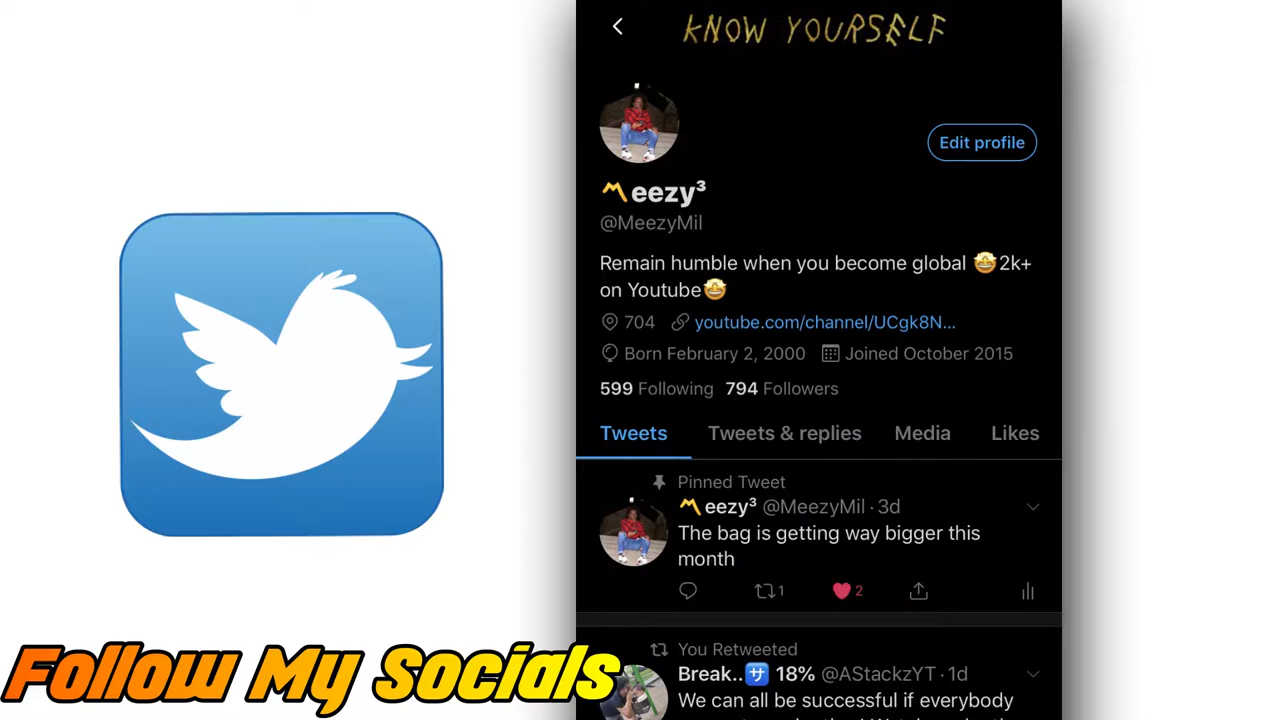 KNOW YOURSELF
Edit profile
〽️eezy³
@MeezyMil
Remain humble when you become global 🤩2k+
on Youtube🤩
704 youtube.com/channel/UCgk8N...
Born February 2, 2000 Joined October 2015
599 Following 794 Followers
Tweets Tweets & replies Media Likes
Pinned Tweet
〽️eezy³ @MeezyMil · 3d
The bag is getting way bigger this
month
1 2
You Retweeted
Break..🈂️ 18% @AStackzYT · 1d
We can all be successful if everybody
Follow My Socials